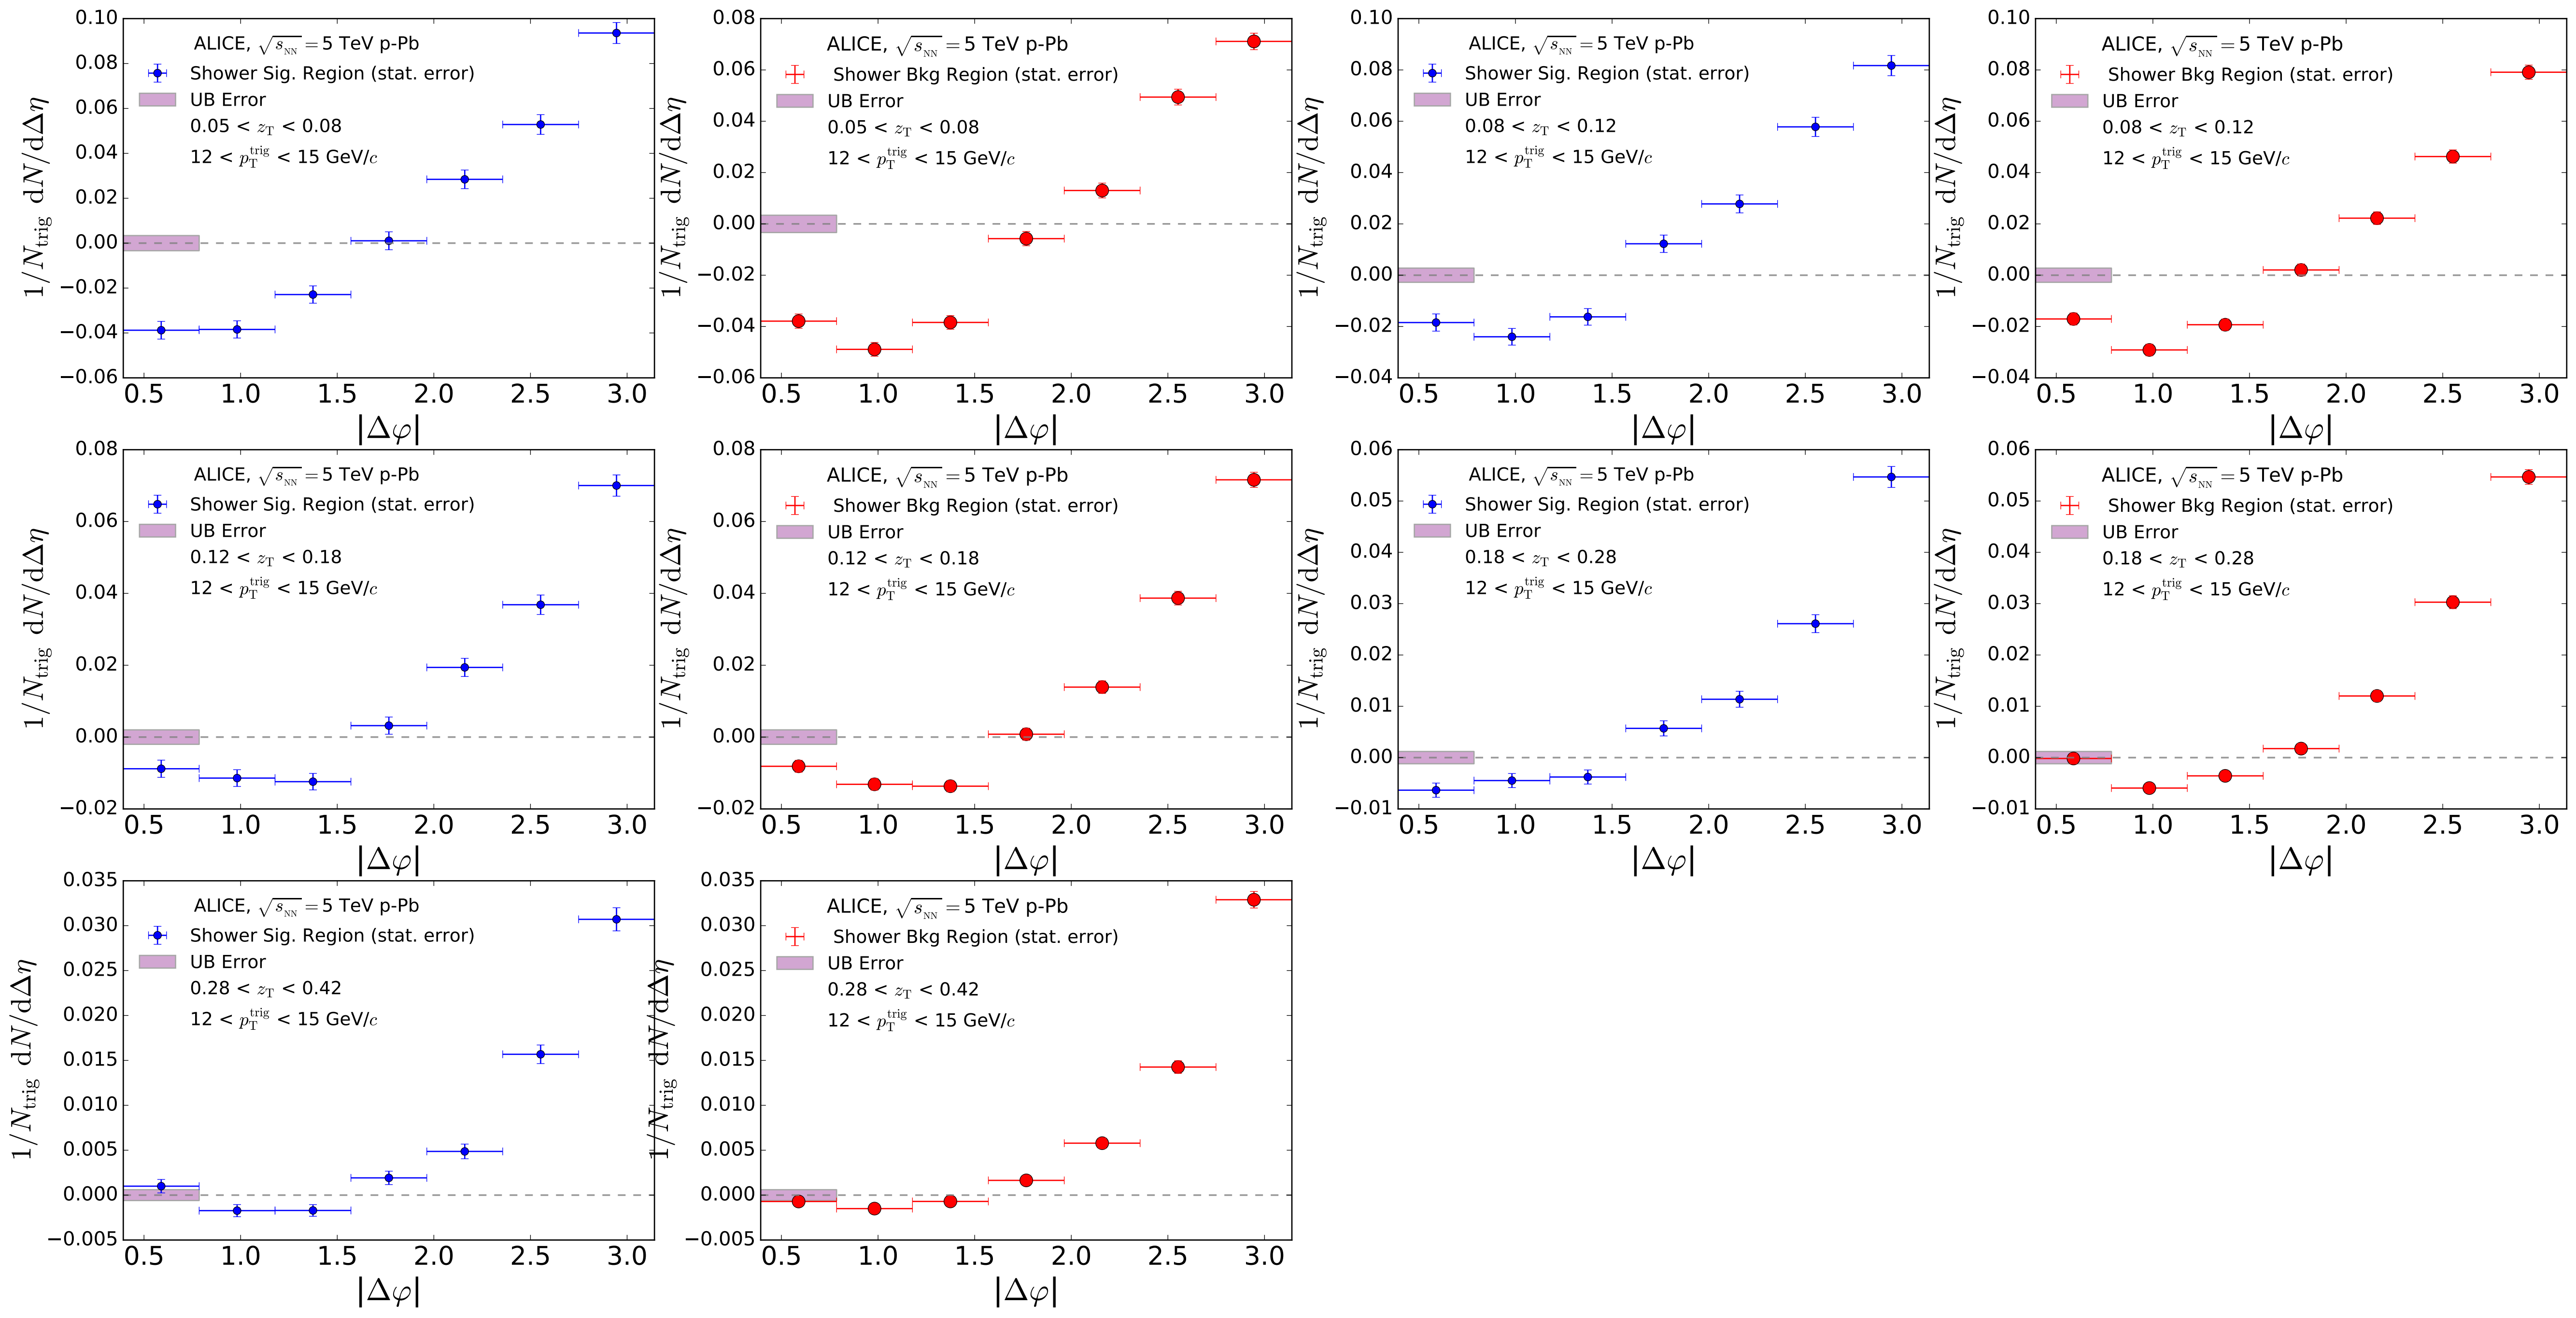 ALICE, √s_NN = 5 TeV p-Pb
Shower Sig. Region (stat. error)
UB Error
0.05 < z_T < 0.08
12 < p_T^trig < 15 GeV/c
1/N_trig dN/dΔη
0.10
0.08
0.06
0.04
0.02
0.00
−0.02
−0.04
−0.06
0.5 1.0 1.5 2.0 2.5 3.0
|Δφ|
ALICE, √s_NN = 5 TeV p-Pb
Shower Bkg Region (stat. error)
UB Error
0.05 < z_T < 0.08
12 < p_T^trig < 15 GeV/c
1/N_trig dN/dΔη
0.08
0.06
0.04
0.02
0.00
−0.02
−0.04
−0.06
0.5 1.0 1.5 2.0 2.5 3.0
|Δφ|
ALICE, √s_NN = 5 TeV p-Pb
Shower Sig. Region (stat. error)
UB Error
0.08 < z_T < 0.12
12 < p_T^trig < 15 GeV/c
1/N_trig dN/dΔη
0.10
0.08
0.06
0.04
0.02
0.00
−0.02
−0.04
0.5 1.0 1.5 2.0 2.5 3.0
|Δφ|
ALICE, √s_NN = 5 TeV p-Pb
Shower Bkg Region (stat. error)
UB Error
0.08 < z_T < 0.12
12 < p_T^trig < 15 GeV/c
1/N_trig dN/dΔη
0.10
0.08
0.06
0.04
0.02
0.00
−0.02
−0.04
0.5 1.0 1.5 2.0 2.5 3.0
|Δφ|
ALICE, √s_NN = 5 TeV p-Pb
Shower Sig. Region (stat. error)
UB Error
0.12 < z_T < 0.18
12 < p_T^trig < 15 GeV/c
1/N_trig dN/dΔη
0.08
0.06
0.04
0.02
0.00
−0.02
0.5 1.0 1.5 2.0 2.5 3.0
|Δφ|
ALICE, √s_NN = 5 TeV p-Pb
Shower Bkg Region (stat. error)
UB Error
0.12 < z_T < 0.18
12 < p_T^trig < 15 GeV/c
1/N_trig dN/dΔη
0.08
0.06
0.04
0.02
0.00
−0.02
0.5 1.0 1.5 2.0 2.5 3.0
|Δφ|
ALICE, √s_NN = 5 TeV p-Pb
Shower Sig. Region (stat. error)
UB Error
0.18 < z_T < 0.28
12 < p_T^trig < 15 GeV/c
1/N_trig dN/dΔη
0.06
0.05
0.04
0.03
0.02
0.01
0.00
−0.01
0.5 1.0 1.5 2.0 2.5 3.0
|Δφ|
ALICE, √s_NN = 5 TeV p-Pb
Shower Bkg Region (stat. error)
UB Error
0.18 < z_T < 0.28
12 < p_T^trig < 15 GeV/c
1/N_trig dN/dΔη
0.06
0.05
0.04
0.03
0.02
0.01
0.00
−0.01
0.5 1.0 1.5 2.0 2.5 3.0
|Δφ|
ALICE, √s_NN = 5 TeV p-Pb
Shower Sig. Region (stat. error)
UB Error
0.28 < z_T < 0.42
12 < p_T^trig < 15 GeV/c
1/N_trig dN/dΔη
0.035
0.030
0.025
0.020
0.015
0.010
0.005
0.000
−0.005
0.5 1.0 1.5 2.0 2.5 3.0
|Δφ|
ALICE, √s_NN = 5 TeV p-Pb
Shower Bkg Region (stat. error)
UB Error
0.28 < z_T < 0.42
12 < p_T^trig < 15 GeV/c
1/N_trig dN/dΔη
0.035
0.030
0.025
0.020
0.015
0.010
0.005
0.000
−0.005
0.5 1.0 1.5 2.0 2.5 3.0
|Δφ|